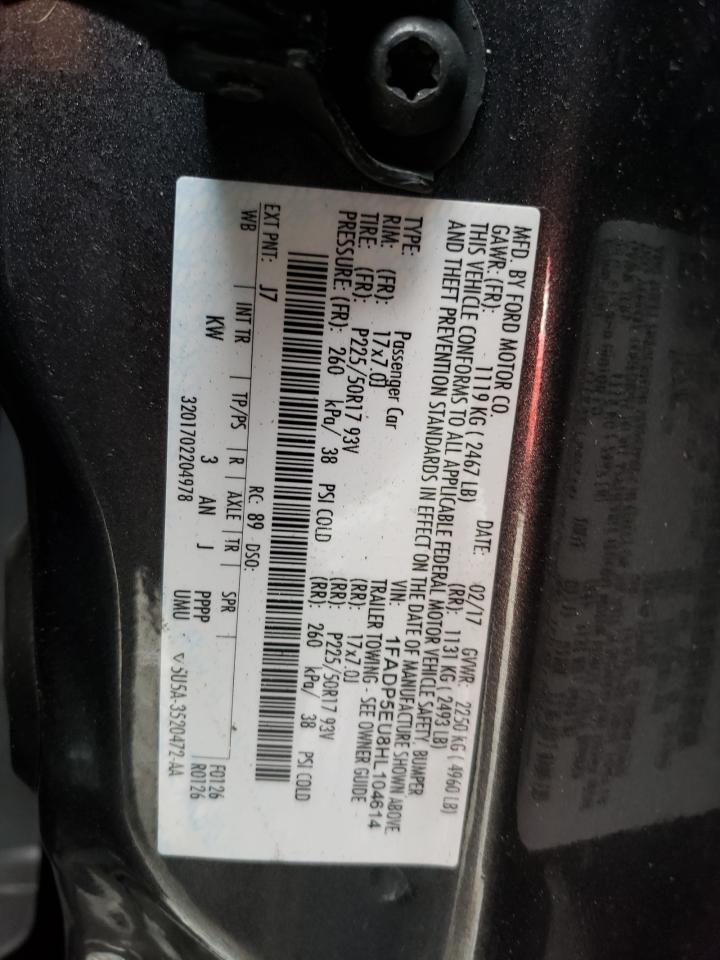 MFD. BY FORD MOTOR CO. DATE: 02/17 GVWR: 2250 KG ( 4960 LB)
GAWR: (FR): 1119 KG ( 2467 LB) (RR): 1131 KG ( 2493 LB)
THIS VEHICLE CONFORMS TO ALL APPLICABLE FEDERAL MOTOR VEHICLE SAFETY, BUMPER
AND THEFT PREVENTION STANDARDS IN EFFECT ON THE DATE OF MANUFACTURE SHOWN ABOVE.
VIN: 1FADP5EU8HL104614
TYPE: Passenger Car TRAILER TOWING - SEE OWNER GUIDE
RIM: (FR): 17x7.0J (RR): 17x7.0J
TIRE: (FR): P225/50R17 93V (RR): P225/50R17 93V
PRESSURE: (FR): 260 kPa/ 38 PSI COLD (RR): 260 kPa/ 38 PSI COLD
EXT PNT: J7 RC: 89 DSO: F0126
WB INT TR TP/PS R AXLE TR SPR R0126
KW 3 AN J PPPP
UMU
3201702204978 5U5A-3520472-AA